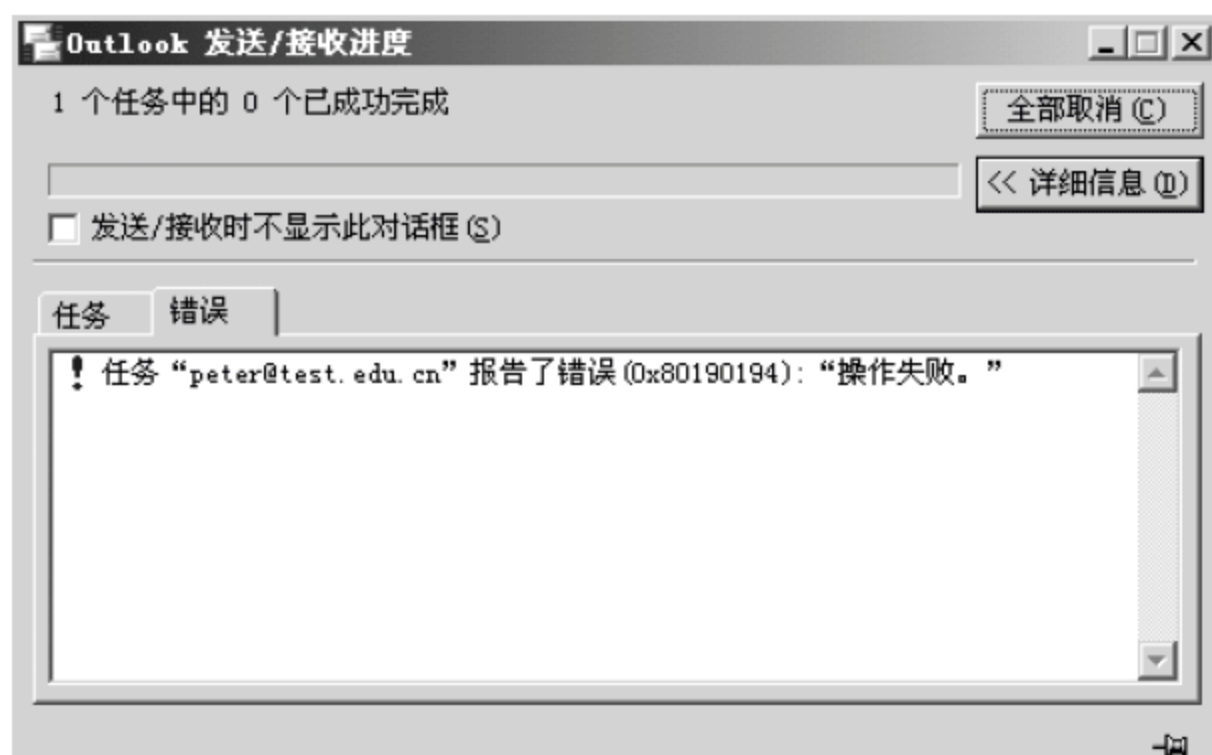 Outlook 发送/接收进度
1 个任务中的 0 个已成功完成
全部取消(C)
<< 详细信息(D)
发送/接收时不显示此对话框(S)
任务 错误
任务“peter@test.edu.cn”报告了错误(0x80190194):“操作失败。”